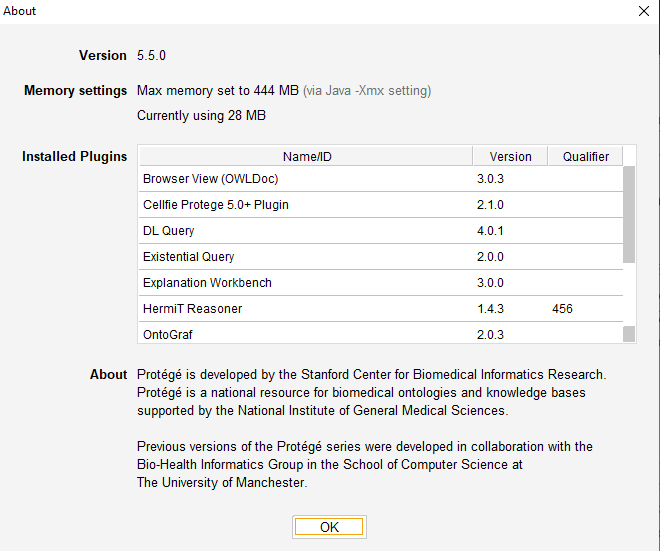 About
Version 5.5.0
Memory settings Max memory set to 444 MB (via Java -Xmx setting)
Currently using 28 MB
Installed Plugins
Name/ID Version Qualifier
Browser View (OWLDoc) 3.0.3
Cellfie Protege 5.0+ Plugin 2.1.0
DL Query 4.0.1
Existential Query 2.0.0
Explanation Workbench 3.0.0
HermiT Reasoner 1.4.3 456
OntoGraf 2.0.3
About Protégé is developed by the Stanford Center for Biomedical Informatics Research.
Protégé is a national resource for biomedical ontologies and knowledge bases
supported by the National Institute of General Medical Sciences.
Previous versions of the Protégé series were developed in collaboration with the
Bio-Health Informatics Group in the School of Computer Science at
The University of Manchester.
OK